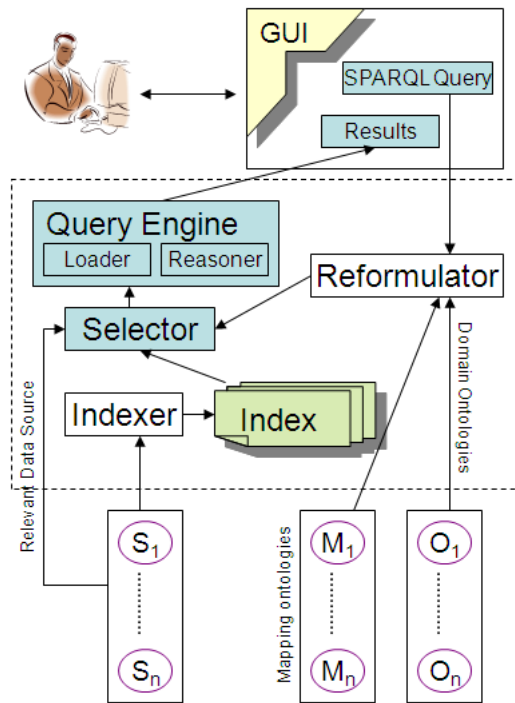 GUI
SPARQL Query
Results
Query Engine
Loader
Reasoner
Reformulator
Selector
Indexer
Index
Relevant Data Source
Domain Ontologies
Mapping ontologies
S1
M1
O1
Sn
Mn
On